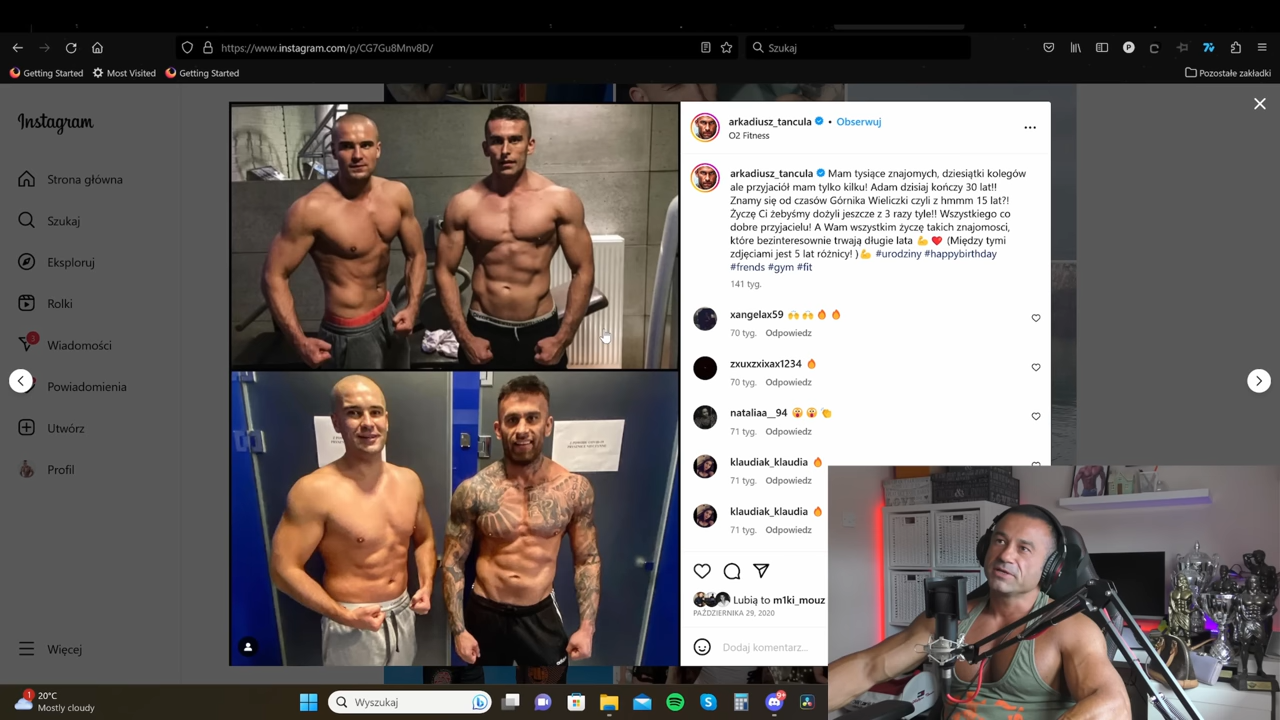 https://www.instagram.com/p/CG7Gu8Mnv8D/
Szukaj
Getting Started
Most Visited
Getting Started
Pozostałe zakładki
Instagram
Strona główna
Szukaj
Eksploruj
Rolki
3
Wiadomości
Powiadomienia
Utwórz
Profil
Więcej
arkadiusz_tancula • Obserwuj
O2 Fitness
arkadiusz_tancula Mam tysiące znajomych, dziesiątki kolegów
ale przyjaciół mam tylko kilku! Adam dzisiaj kończy 30 lat!!
Znamy się od czasów Górnika Wieliczki czyli z hmmm 15 lat?!
Życzę Ci żebyśmy dożyli jeszcze z 3 razy tyle!! Wszystkiego co
dobre przyjacielu! A Wam wszystkim życzę takich znajomosci,
które bezinteresownie trwają długie lata 💪 ❤️ (Między tymi
zdjęciami jest 5 lat różnicy! )💪 #urodziny #happybirthday
#frends #gym #fit
141 tyg.
xangelax59 🙌 🙌 🔥 🔥
70 tyg. Odpowiedz
zxuxzxixax1234 🔥
70 tyg. Odpowiedz
nataliaa__94 😮 😮 👏
71 tyg. Odpowiedz
klaudiak_klaudia 🔥
71 tyg. Odpowiedz
klaudiak_klaudia 🔥
71 tyg. Odpowiedz
Lubią to m1ki_mouz
PAŹDZIERNIKA 29, 2020
Dodaj komentarz...
1
20°C
Mostly cloudy
Wyszukaj
9+